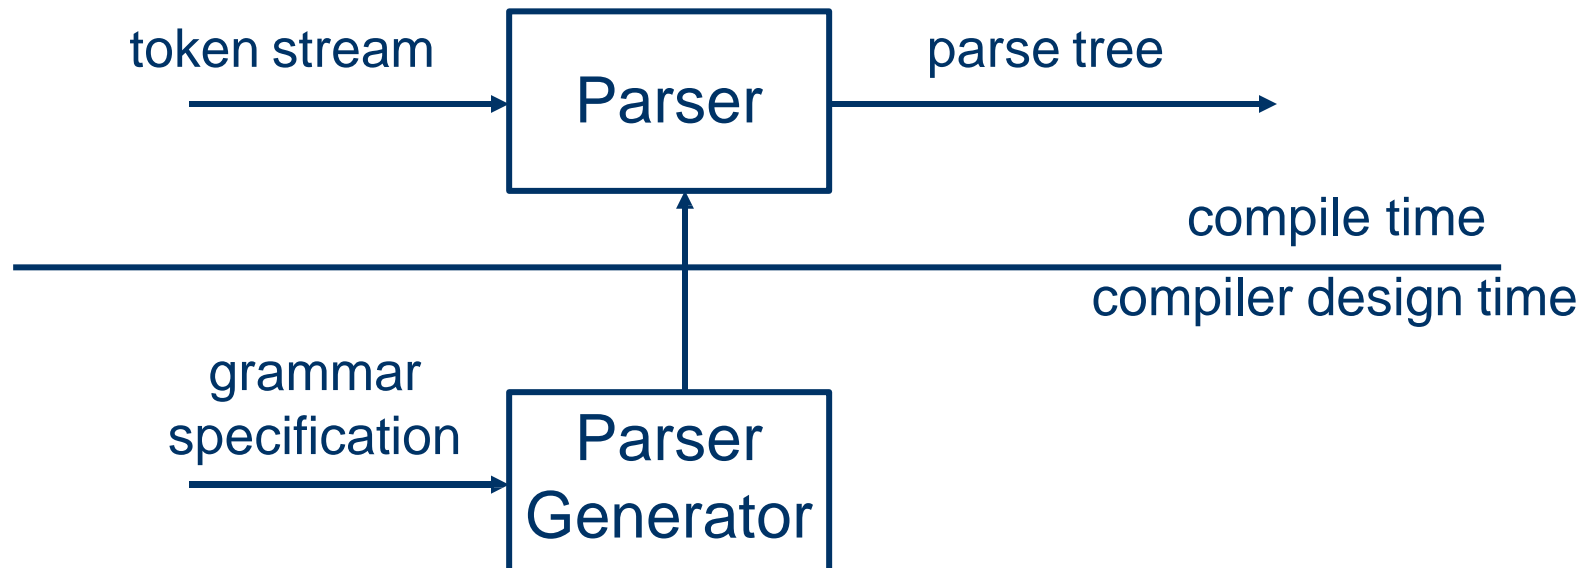 token stream
Parser
parse tree
compile time
compiler design time
grammar
specification
Parser
Generator